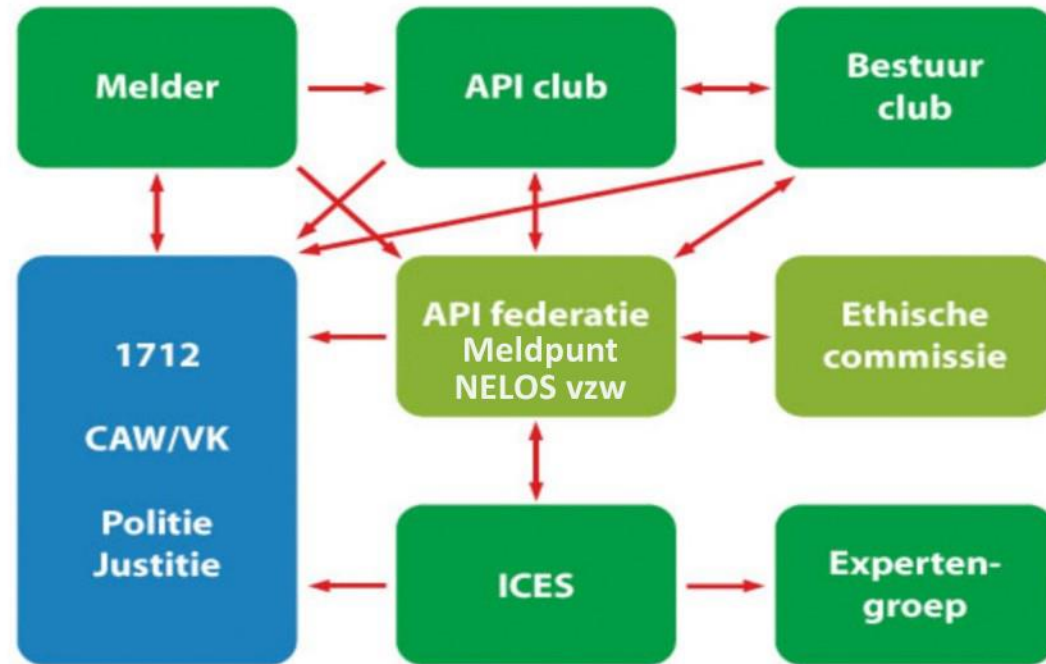 Melder
API club
Bestuur
club
1712
CAW/VK
Politie
Justitie
API federatie
Meldpunt
NELOS vzw
Ethische
commissie
ICES
Experten-
groep